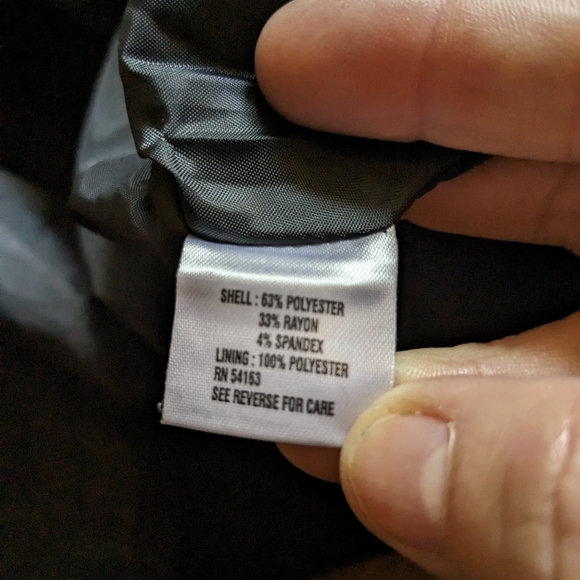 SHELL : 63% POLYESTER
33% RAYON
4% SPANDEX
LINING : 100% POLYESTER
RN 54163
SEE REVERSE FOR CARE